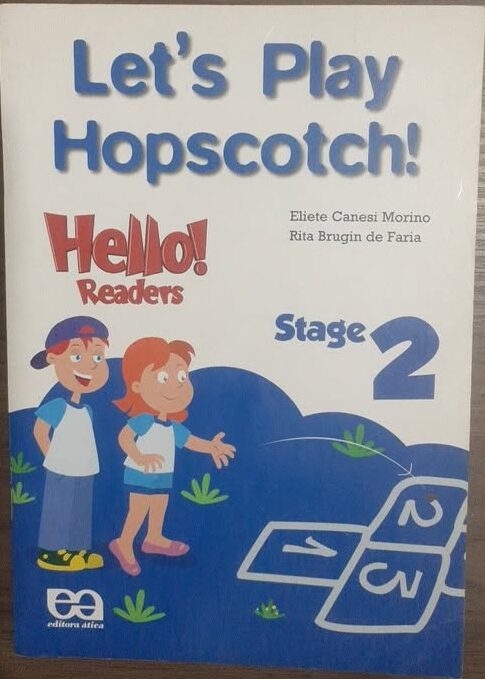 Let's Play
Hopscotch!
Eliete Canesi Morino
Rita Brugin de Faria
Hello!
Readers
Stage 2
1
2
3
ea
editora ática